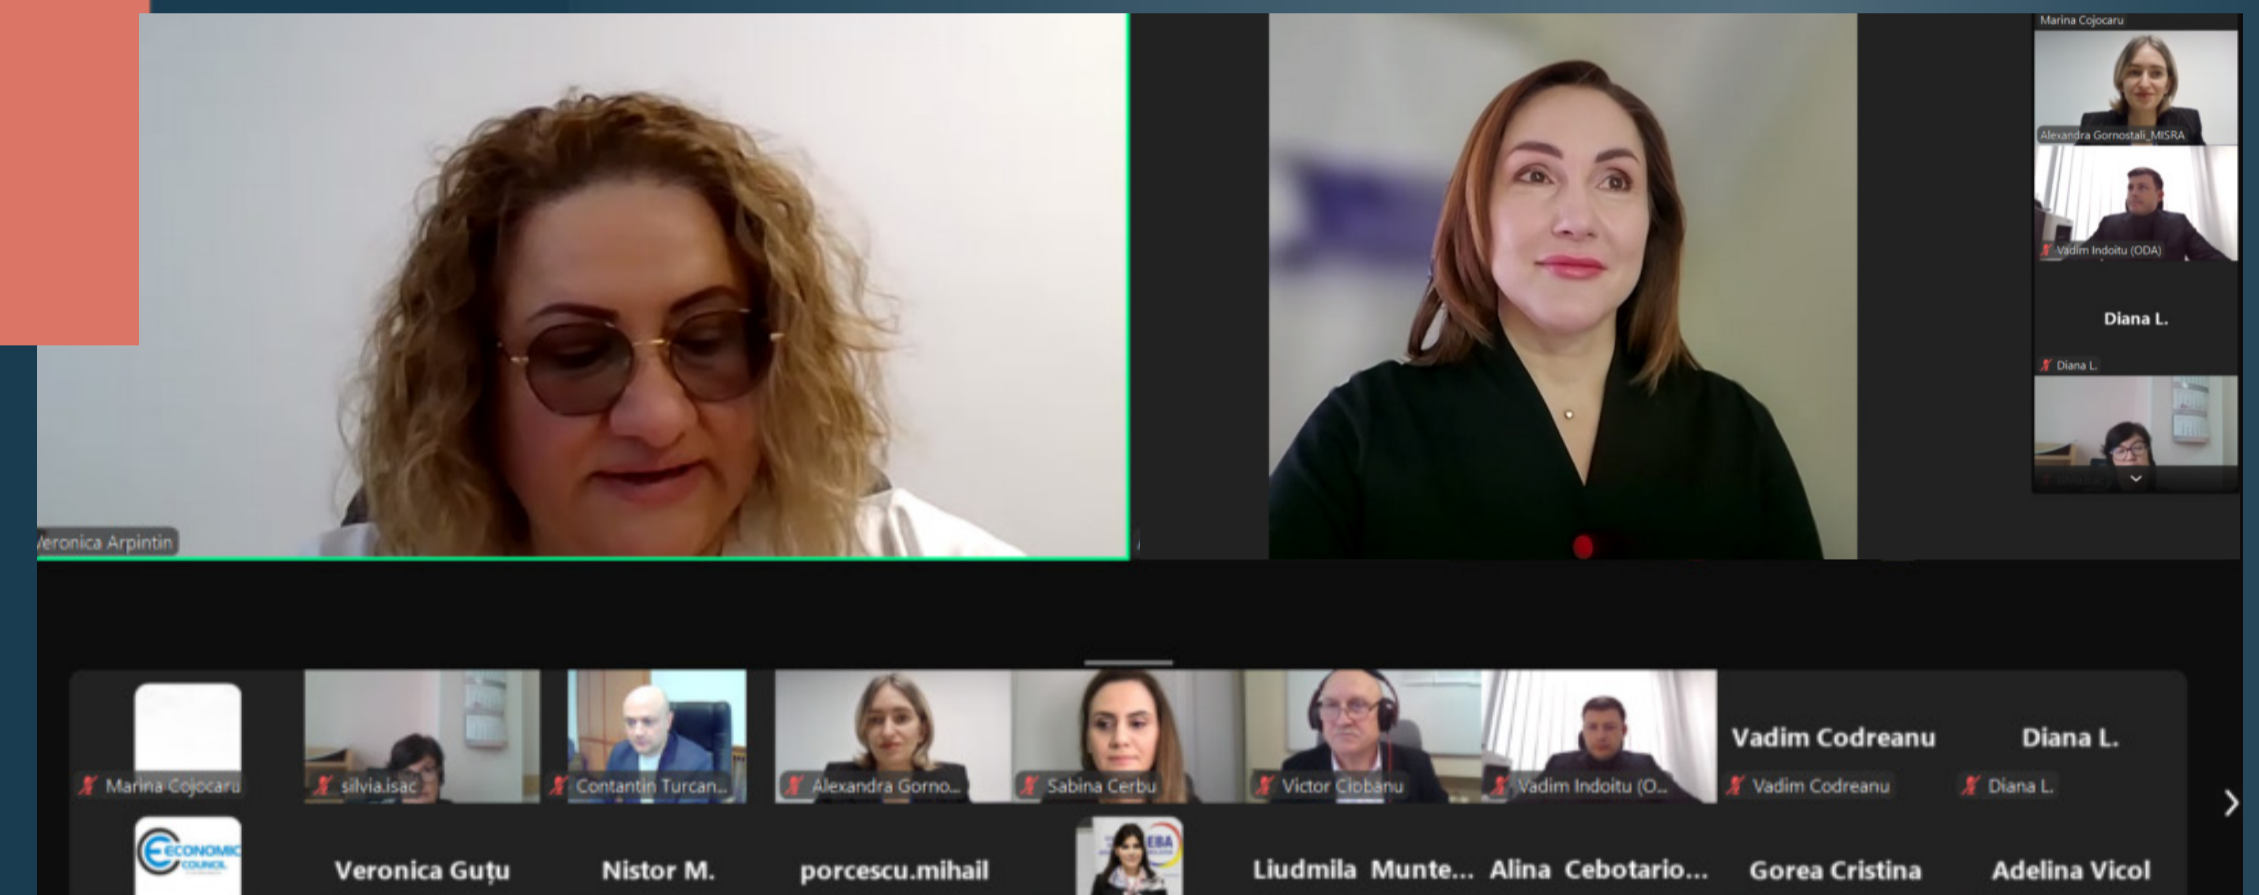 Veronica Arpintin
Marina Cojocaru
Alexandra Gornostali_MISRA
Vadim Indoitu (ODA)
Diana L.
Diana L.
Marina Cojocaru
silvia.isac
Contantin Turcan...
Alexandra Gorno...
Sabina Cerbu
Victor Ciobanu
Vadim Indoitu (O...
Vadim Codreanu
Vadim Codreanu
Diana L.
Diana L.
ECONOMIC
COUNCIL
Veronica Guțu
Nistor M.
porcescu.mihail
EBA
Liudmila Munte...
Alina Cebotario...
Gorea Cristina
Adelina Vicol